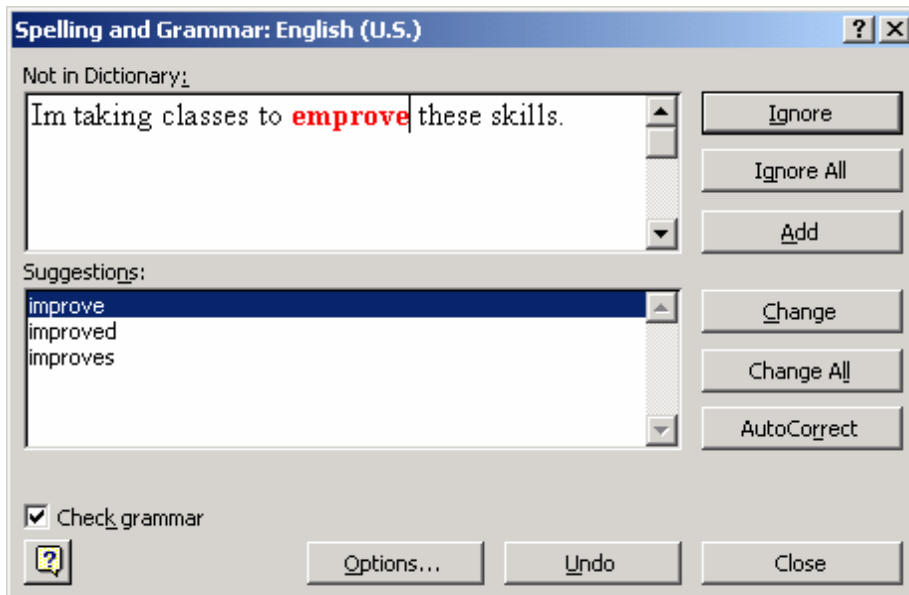 Spelling and Grammar: English (U.S.)
Not in Dictionary:
Im taking classes to emprove these skills.
Ignore
Ignore All
Add
Suggestions:
improve
improved
improves
Change
Change All
AutoCorrect
Check grammar
Options...
Undo
Close